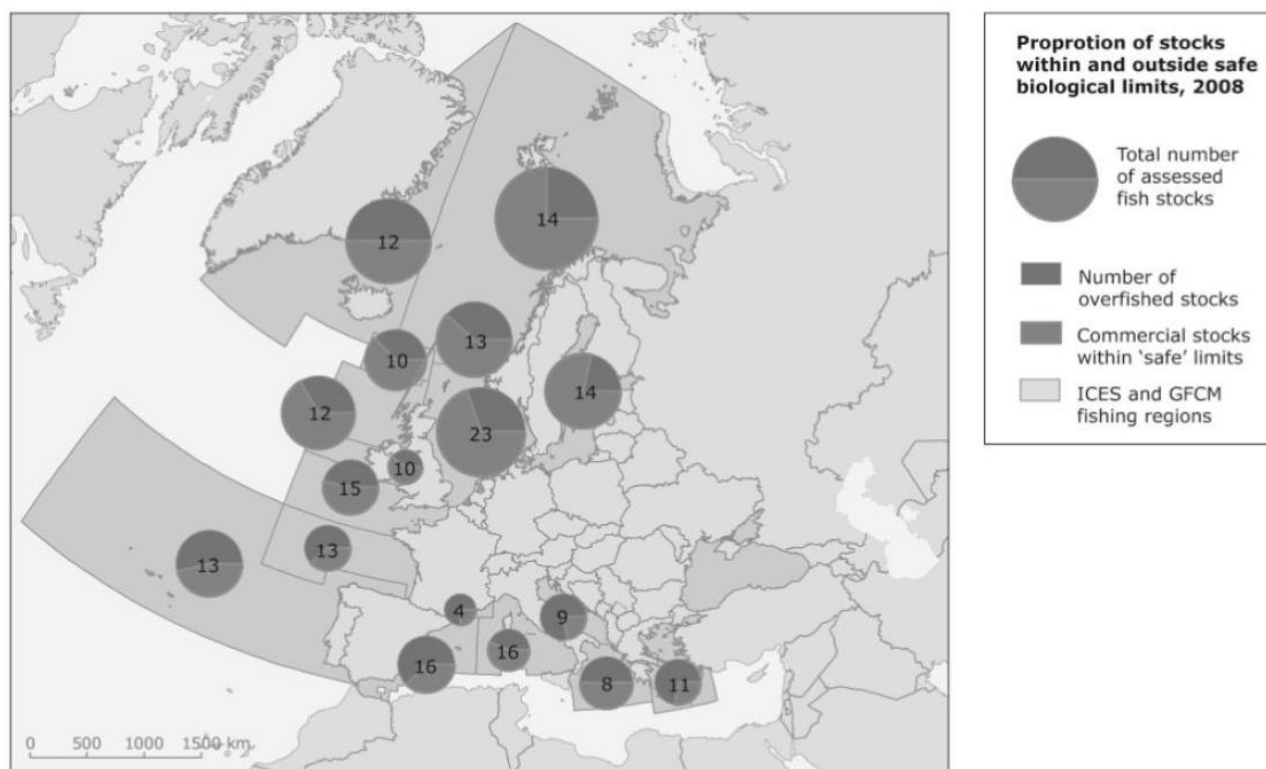 14
12
13
10
14
12
23
10
15
13
13
4
9
16
16
8
11
0 500 1000 1500 km
Proprotion of stocks
within and outside safe
biological limits, 2008
Total number
of assessed
fish stocks
Number of
overfished stocks
Commercial stocks
within ‘safe’ limits
ICES and GFCM
fishing regions